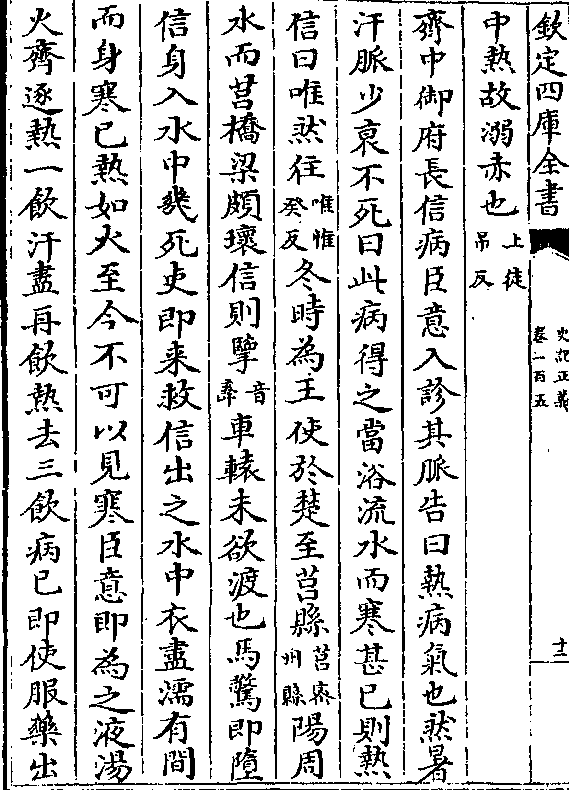 欽定四庫全書
史記正義
卷一百五
十二
中熱故溺赤也上徒吊反
齊中御府長信病臣意入診其脈告曰熱病氣也然暑
汗脈少衰不死曰此病得之當浴流水而寒甚已則熱
信曰唯然往唯惟癸反冬時為王使於楚至莒縣莒密州縣陽周
水而莒橋梁頗壞信則擥音車轅未欲渡也馬驚即墮
信身入水中幾死吏即来救信出之水中衣盡濡有間
而身寒已熱如火至今不可以見寒臣意即為之液湯
火齊逐熱一飲汗盡再飲熱去三飲病已即使服藥出